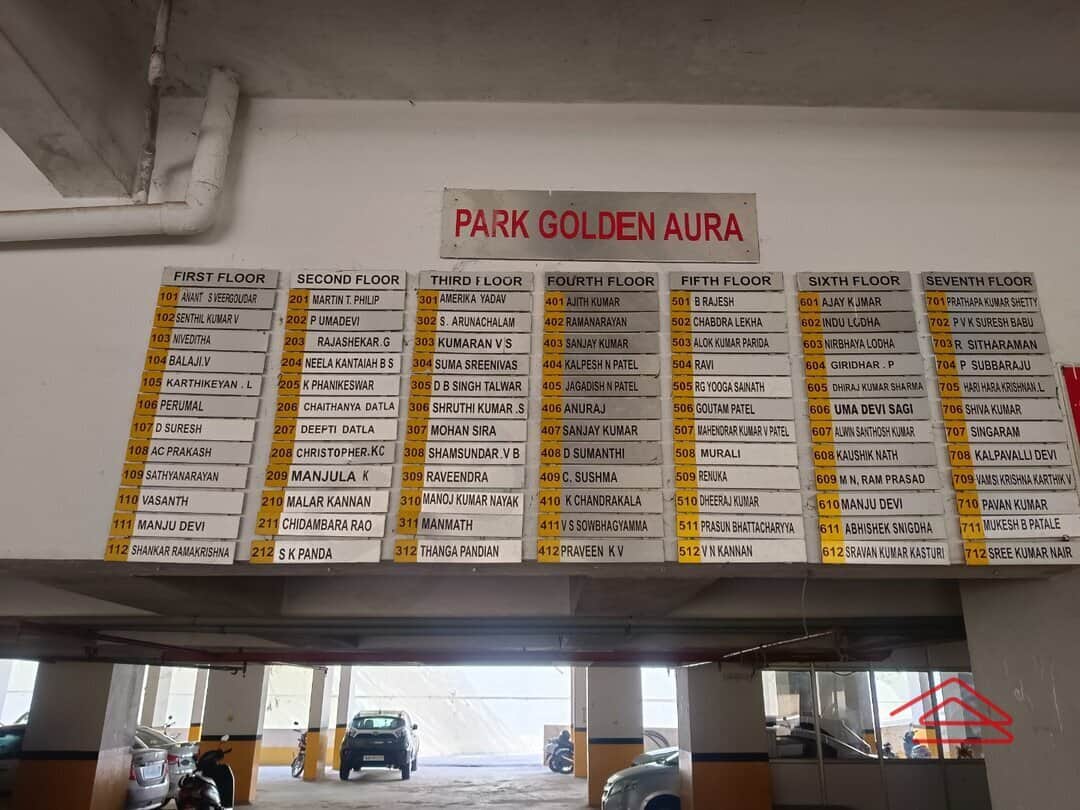 PARK GOLDEN AURA
FIRST FLOOR
101 ANANT S VEERGOUDAR
102 SENTHIL KUMAR V
103 NIVEDITHA
104 BALAJI.V
105 KARTHIKEYAN . L
106 PERUMAL
107 D SURESH
108 AC PRAKASH
109 SATHYANARAYAN
110 VASANTH
111 MANJU DEVI
112 SHANKAR RAMAKRISHNA
SECOND FLOOR
201 MARTIN T. PHILIP
202 P UMADEVI
203 RAJASHEKAR.G
204 NEELA KANTAIAH B S
205 K PHANIKESWAR
206 CHAITHANYA DATLA
207 DEEPTI DATLA
208 CHRISTOPHER.KC
209 MANJULA K
210 MALAR KANNAN
211 CHIDAMBARA RAO
212 S K PANDA
THIRD FLOOR
301 AMERIKA YADAV
302 S. ARUNACHALAM
303 KUMARAN V S
304 SUMA SREENIVAS
305 D B SINGH TALWAR
306 SHRUTHI KUMAR .S
307 MOHAN SIRA
308 SHAMSUNDAR .V B
309 RAVEENDRA
310 MANOJ KUMAR NAYAK
311 MANMATH
312 THANGA PANDIAN
FOURTH FLOOR
401 AJITH KUMAR
402 RAMANARAYAN
403 SANJAY KUMAR
404 KALPESH N PATEL
405 JAGADISH N PATEL
406 ANURAJ
407 SANJAY KUMAR
408 D SUMANTHI
409 C. SUSHMA
410 K CHANDRAKALA
411 V S SOWBHAGYAMMA
412 PRAVEEN K V
FIFTH FLOOR
501 B RAJESH
502 CHABDRA LEKHA
503 ALOK KUMAR PARIDA
504 RAVI
505 RG YOOGA SAINATH
506 GOUTAM PATEL
507 MAHENDRAR KUMAR V PATEL
508 MURALI
509 RENUKA
510 DHEERAJ KUMAR
511 PRASUN BHATTACHARYYA
512 V N KANNAN
SIXTH FLOOR
601 AJAY KUMAR
602 INDU LODHA
603 NIRBHAYA LODHA
604 GIRIDHAR . P
605 DHIRAJ KUMAR SHARMA
606 UMA DEVI SAGI
607 ALWIN SANTHOSH KUMAR
608 KAUSHIK NATH
609 M N, RAM PRASAD
610 MANJU DEVI
611 ABHISHEK SNIGDHA
612 SRAVAN KUMAR KASTURI
SEVENTH FLOOR
701 PRATHAPA KUMAR SHETTY
702 P V K SURESH BABU
703 R SITHARAMAN
704 P SUBBARAJU
705 HARI HARA KRISHNAN.L
706 SHIVA KUMAR
707 SINGARAM
708 KALPAVALLI DEVI
709 VAMSI KRISHNA KARTHIK V
710 PAVAN KUMAR
711 MUKESH B PATALE
712 SREE KUMAR NAIR